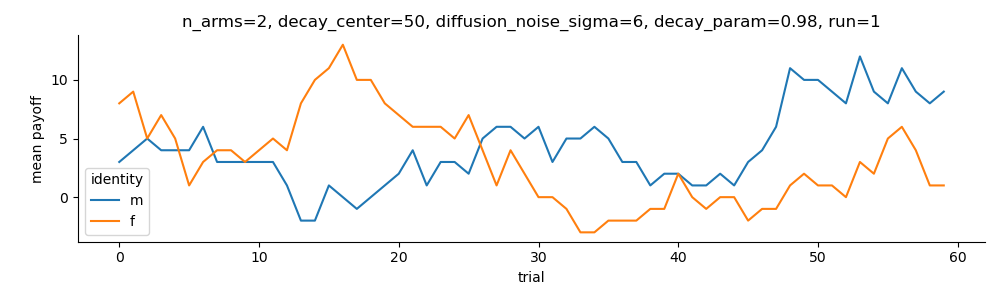 n_arms=2, decay_center=50, diffusion_noise_sigma=6, decay_param=0.98, run=1
mean payoff
10
5
0
identity
m
f
0 10 20 30 40 50 60
trial